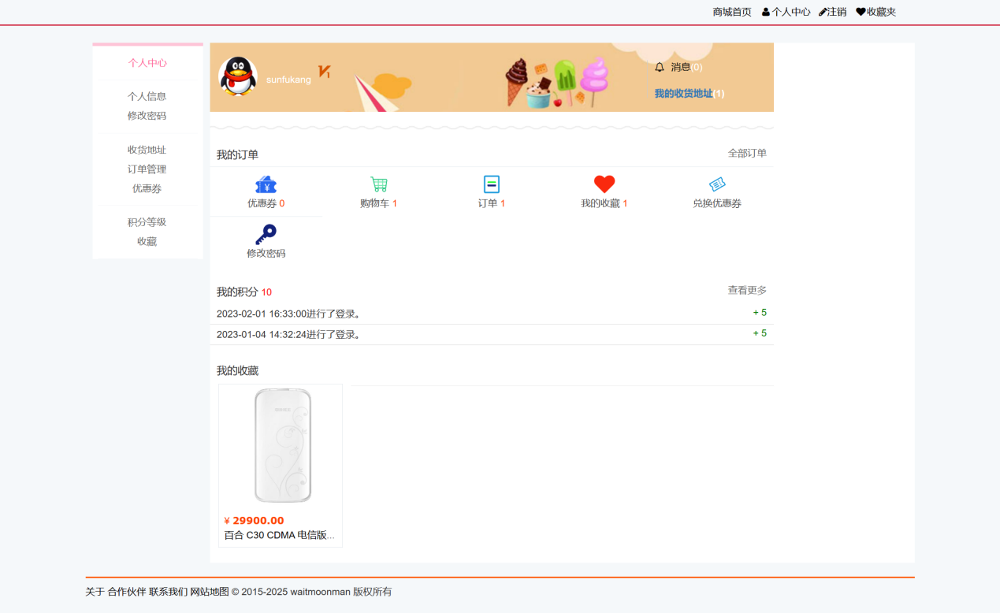 商城首页 个人中心 注销 收藏夹
个人中心
个人信息
修改密码
收货地址
订单管理
优惠券
积分等级
收藏
sunfukang V1
消息(0)
我的收货地址(1)
我的订单 全部订单
优惠券 0 购物车 1 订单 1 我的收藏 1 兑换优惠券
修改密码
我的积分 10 查看更多
2023-02-01 16:33:00进行了登录。 + 5
2023-01-04 14:32:24进行了登录。 + 5
我的收藏
¥ 29900.00
百合 C30 CDMA 电信版...
关于 合作伙伴 联系我们 网站地图 © 2015-2025 waitmoonman 版权所有